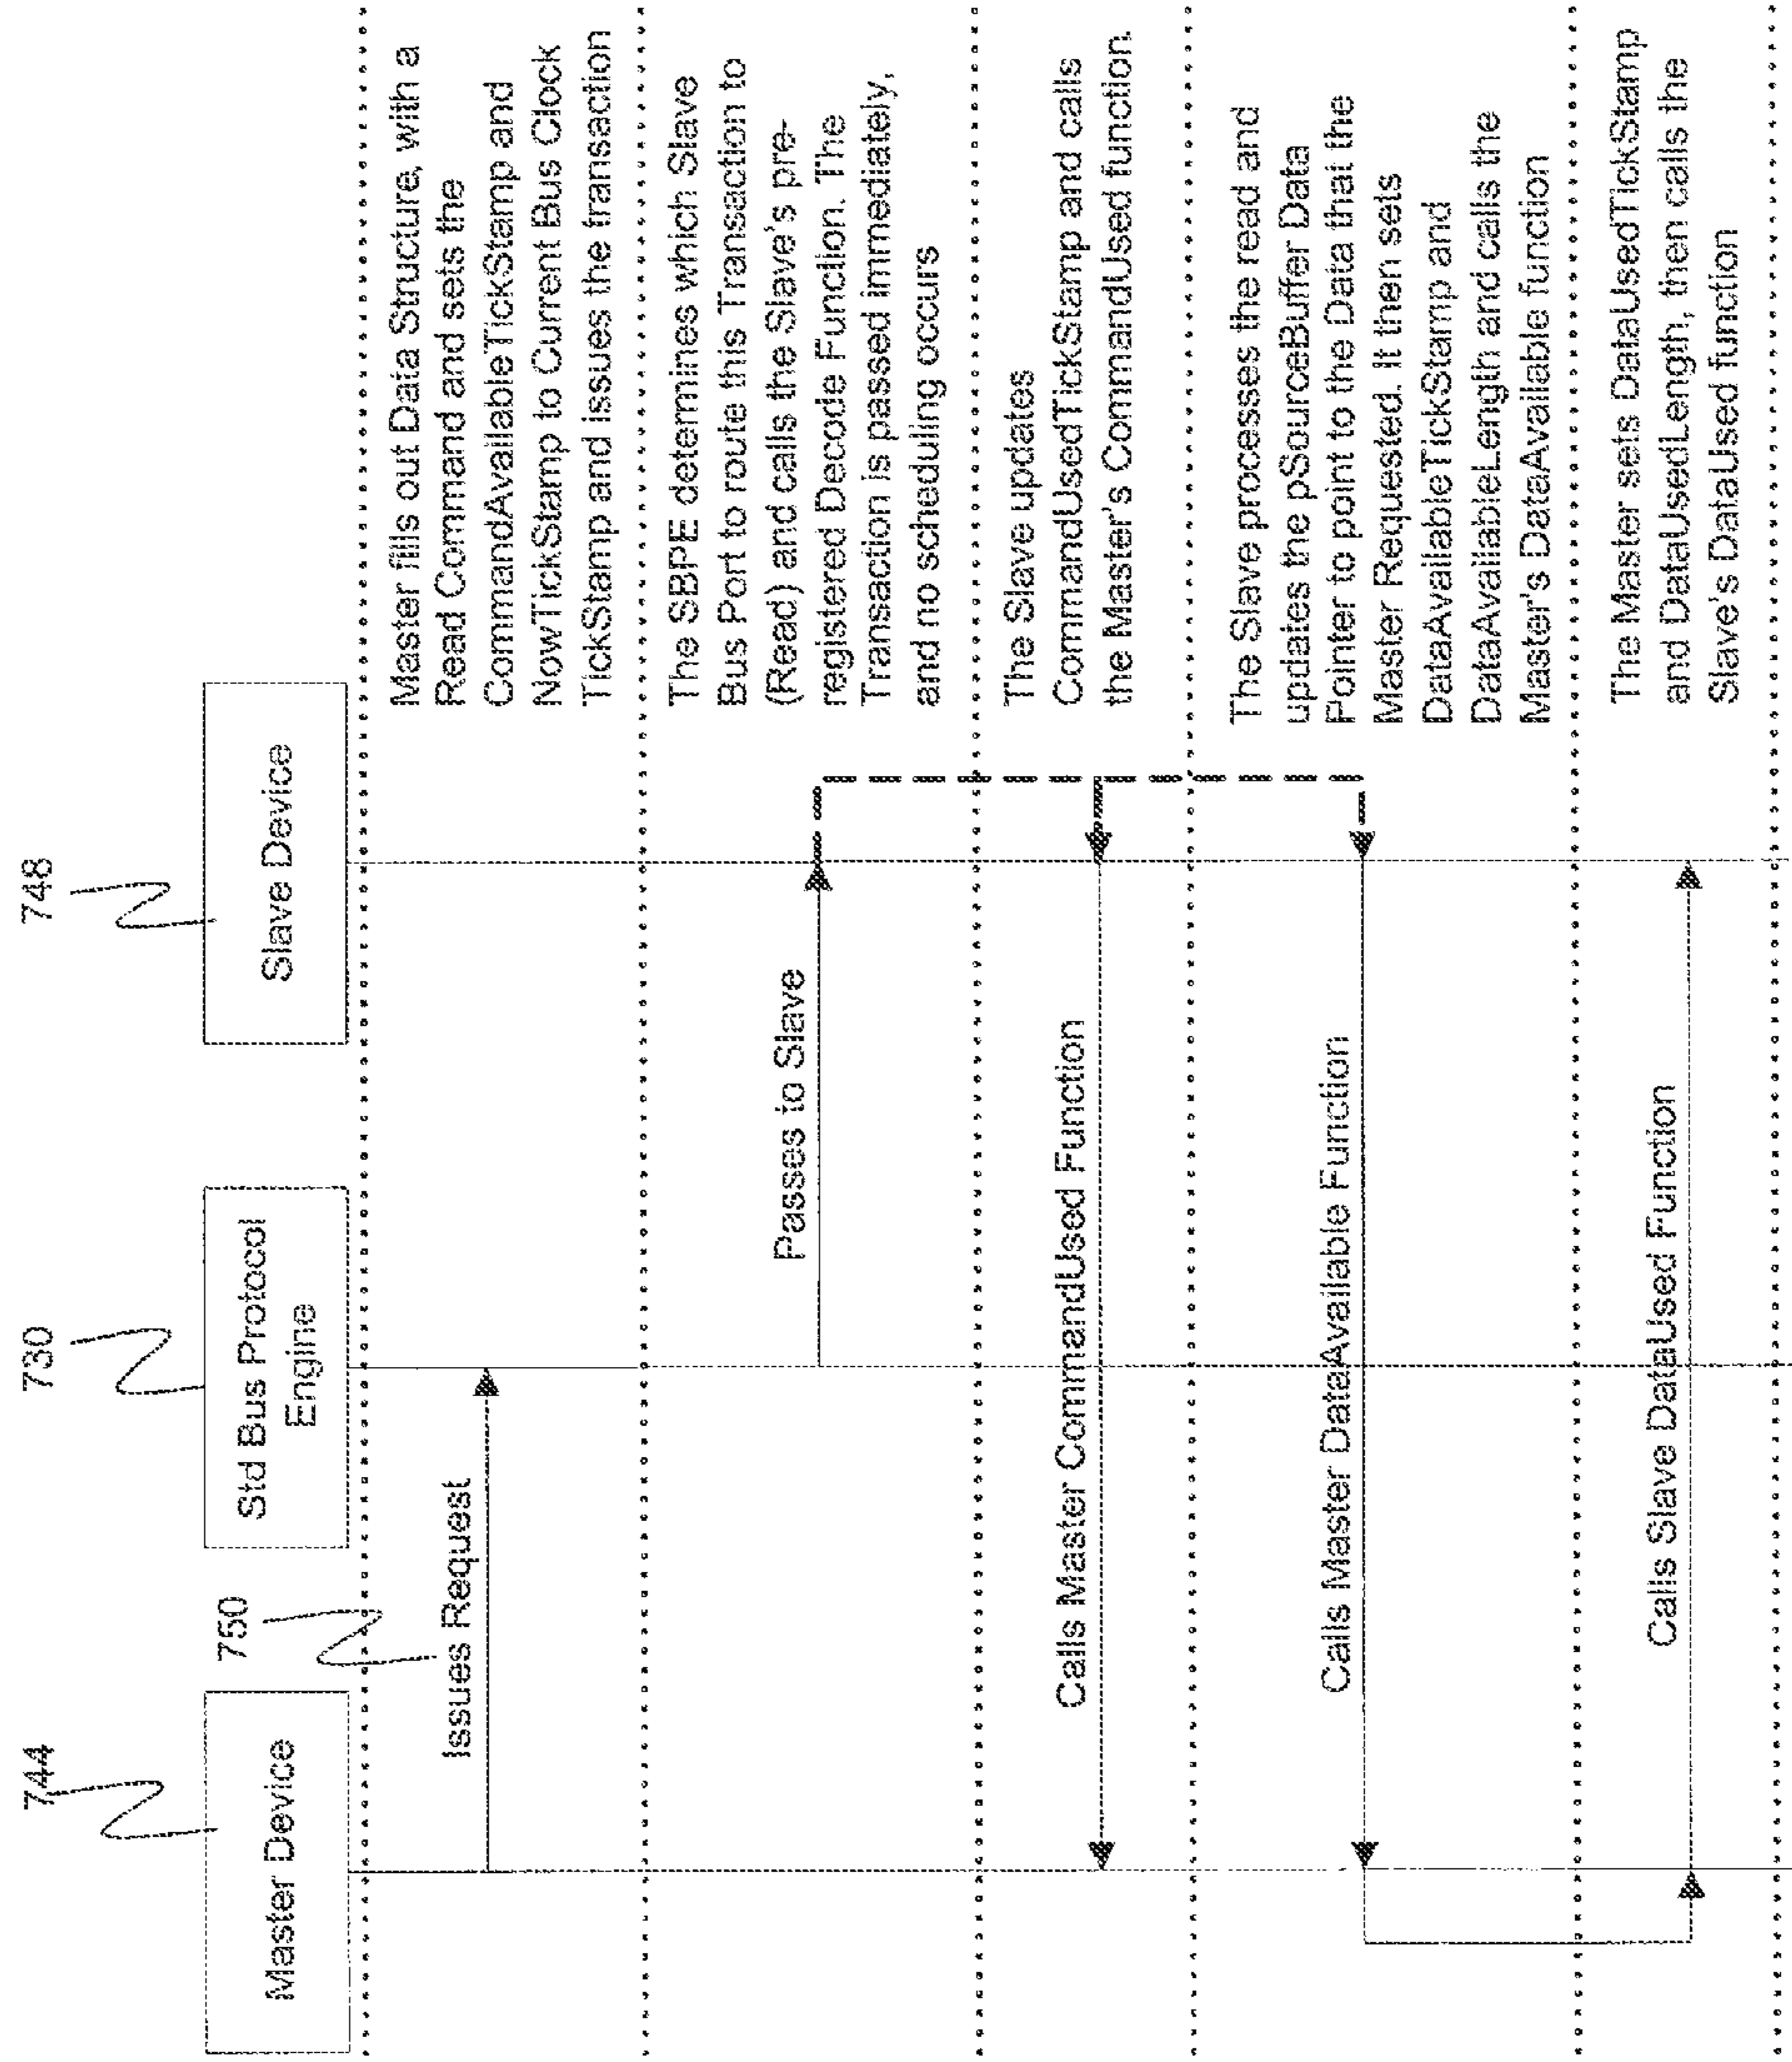 744
730
748
Master Device
Std Bus Protocol
Engine
Slave Device
750
Issues Request
Master fills out Data Structure, with a
Read Command and sets the
CommandAvailableTickStamp and
NowTickStamp to Current Bus Clock
TickStamp and issues the transaction
Passes to Slave
The SBPE determines which Slave
Bus Port to route this Transaction to
(Read) and calls the Slave's pre-
registered Decode Function. The
Transaction is passed immediately,
and no scheduling occurs
Calls Master CommandUsed Function
The Slave updates
CommandUsedTickStamp and calls
the Master's CommandUsed function.
Calls Master DataAvailable Function
The Slave processes the read and
updates the pSourceBuffer Data
Pointer to point to the Data that the
Master Requested. It then sets
DataAvailableTickStamp and
DataAvailableLength and calls the
Master's DataAvailable function
Calls Slave DataUsed Function
The Master sets DataUsedTickStamp
and DataUsedLength, then calls the
Slave's DataUsed function